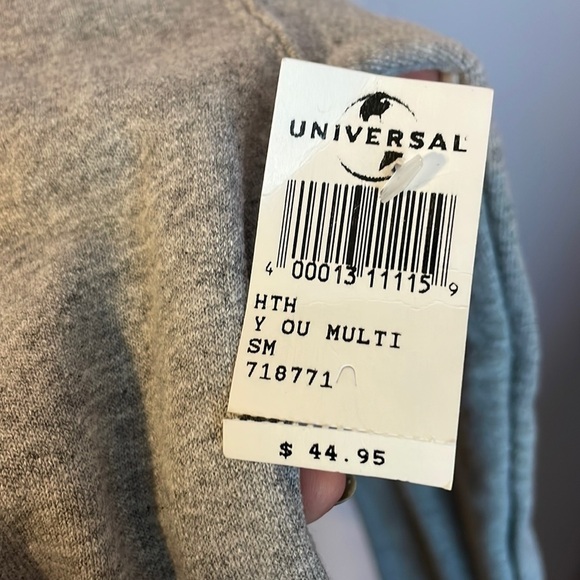 UNIVERSAL
4 00013 11115 9
HTH
Y OU MULTI
SM
718771
$ 44.95